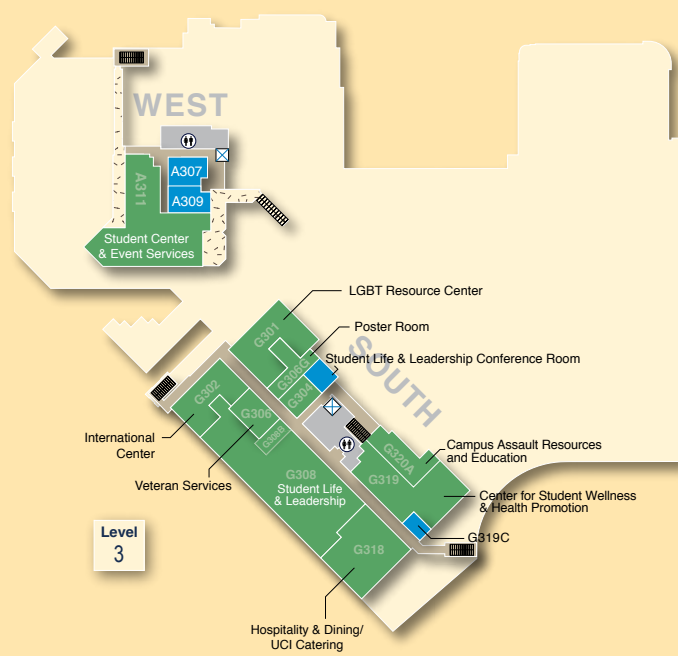 WEST
A307
A311
A309
Student Center
& Event Services
LGBT Resource Center
Poster Room
Student Life & Leadership Conference Room
SOUTH
G301
G306G
G304
G302
G306
G306B
International
Center
Veteran Services
G308
Student Life
& Leadership
G320A
G319
Campus Assault Resources
and Education
Center for Student Wellness
& Health Promotion
G319C
G318
Level
3
Hospitality & Dining/
UCI Catering